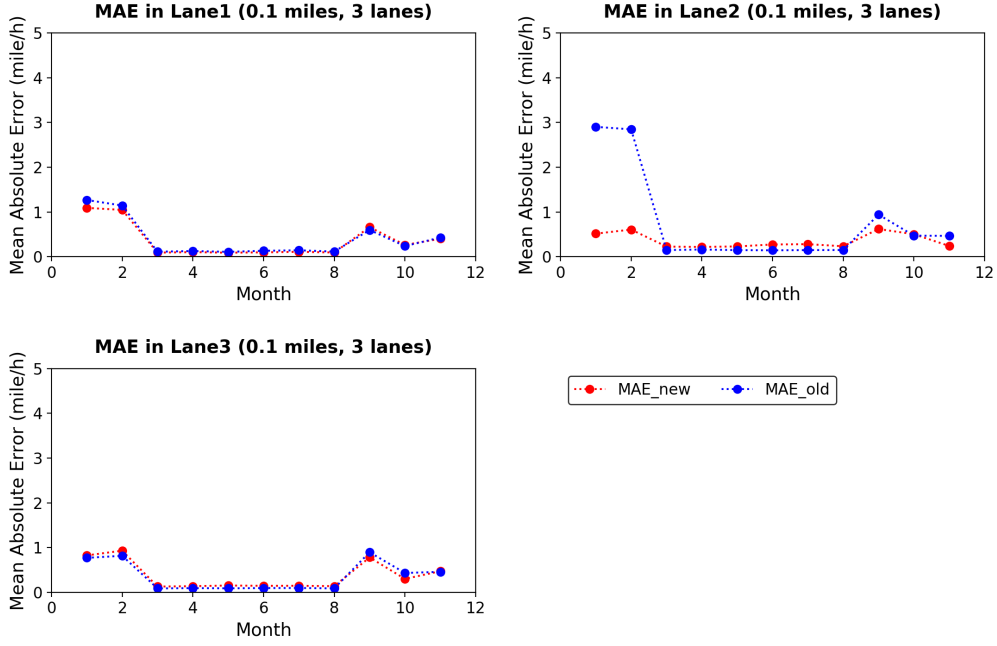 MAE in Lane1 (0.1 miles, 3 lanes)
Mean Absolute Error (mile/h)
5
4
3
2
1
0
0 2 4 6 8 10 12
Month
MAE in Lane2 (0.1 miles, 3 lanes)
Mean Absolute Error (mile/h)
5
4
3
2
1
0
0 2 4 6 8 10 12
Month
MAE in Lane3 (0.1 miles, 3 lanes)
Mean Absolute Error (mile/h)
5
4
3
2
1
0
0 2 4 6 8 10 12
Month
MAE_new MAE_old